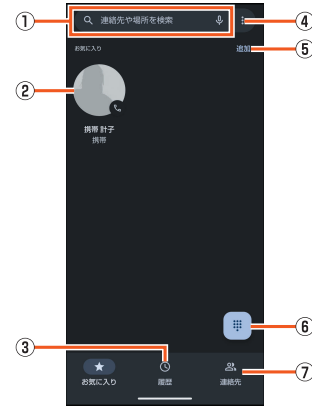 ①
連絡先や場所を検索
④
お気に入り
追加
⑤
②
携帯 計子
携帯
⑥
③
お気に入り
履歴
連絡先
⑦